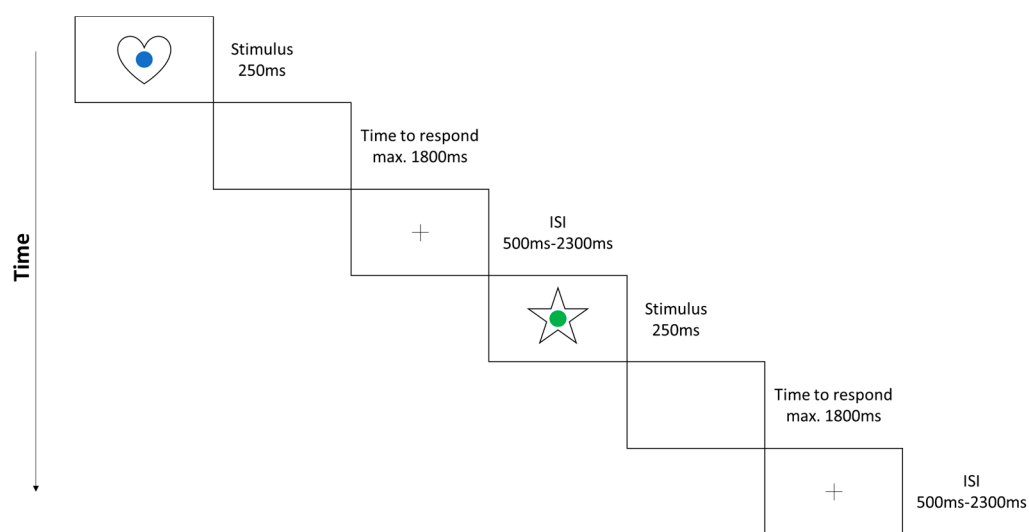 Stimulus
250ms
Time to respond
max. 1800ms
ISI
500ms-2300ms
Time
Stimulus
250ms
Time to respond
max. 1800ms
ISI
500ms-2300ms